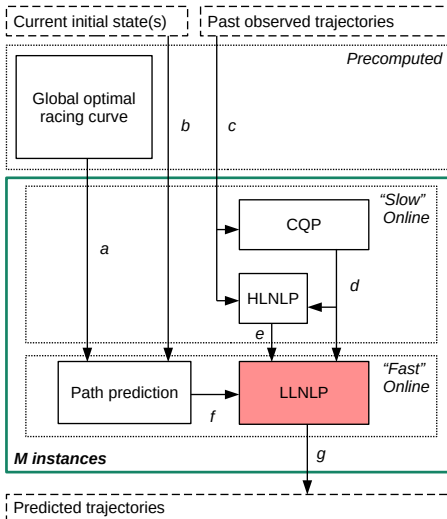 Current initial state(s)
Past observed trajectories
Precomputed
Global optimal
racing curve
b
c
a
“Slow”
Online
CQP
d
HLNLP
e
“Fast”
Online
Path prediction
LLNLP
f
g
M instances
Predicted trajectories